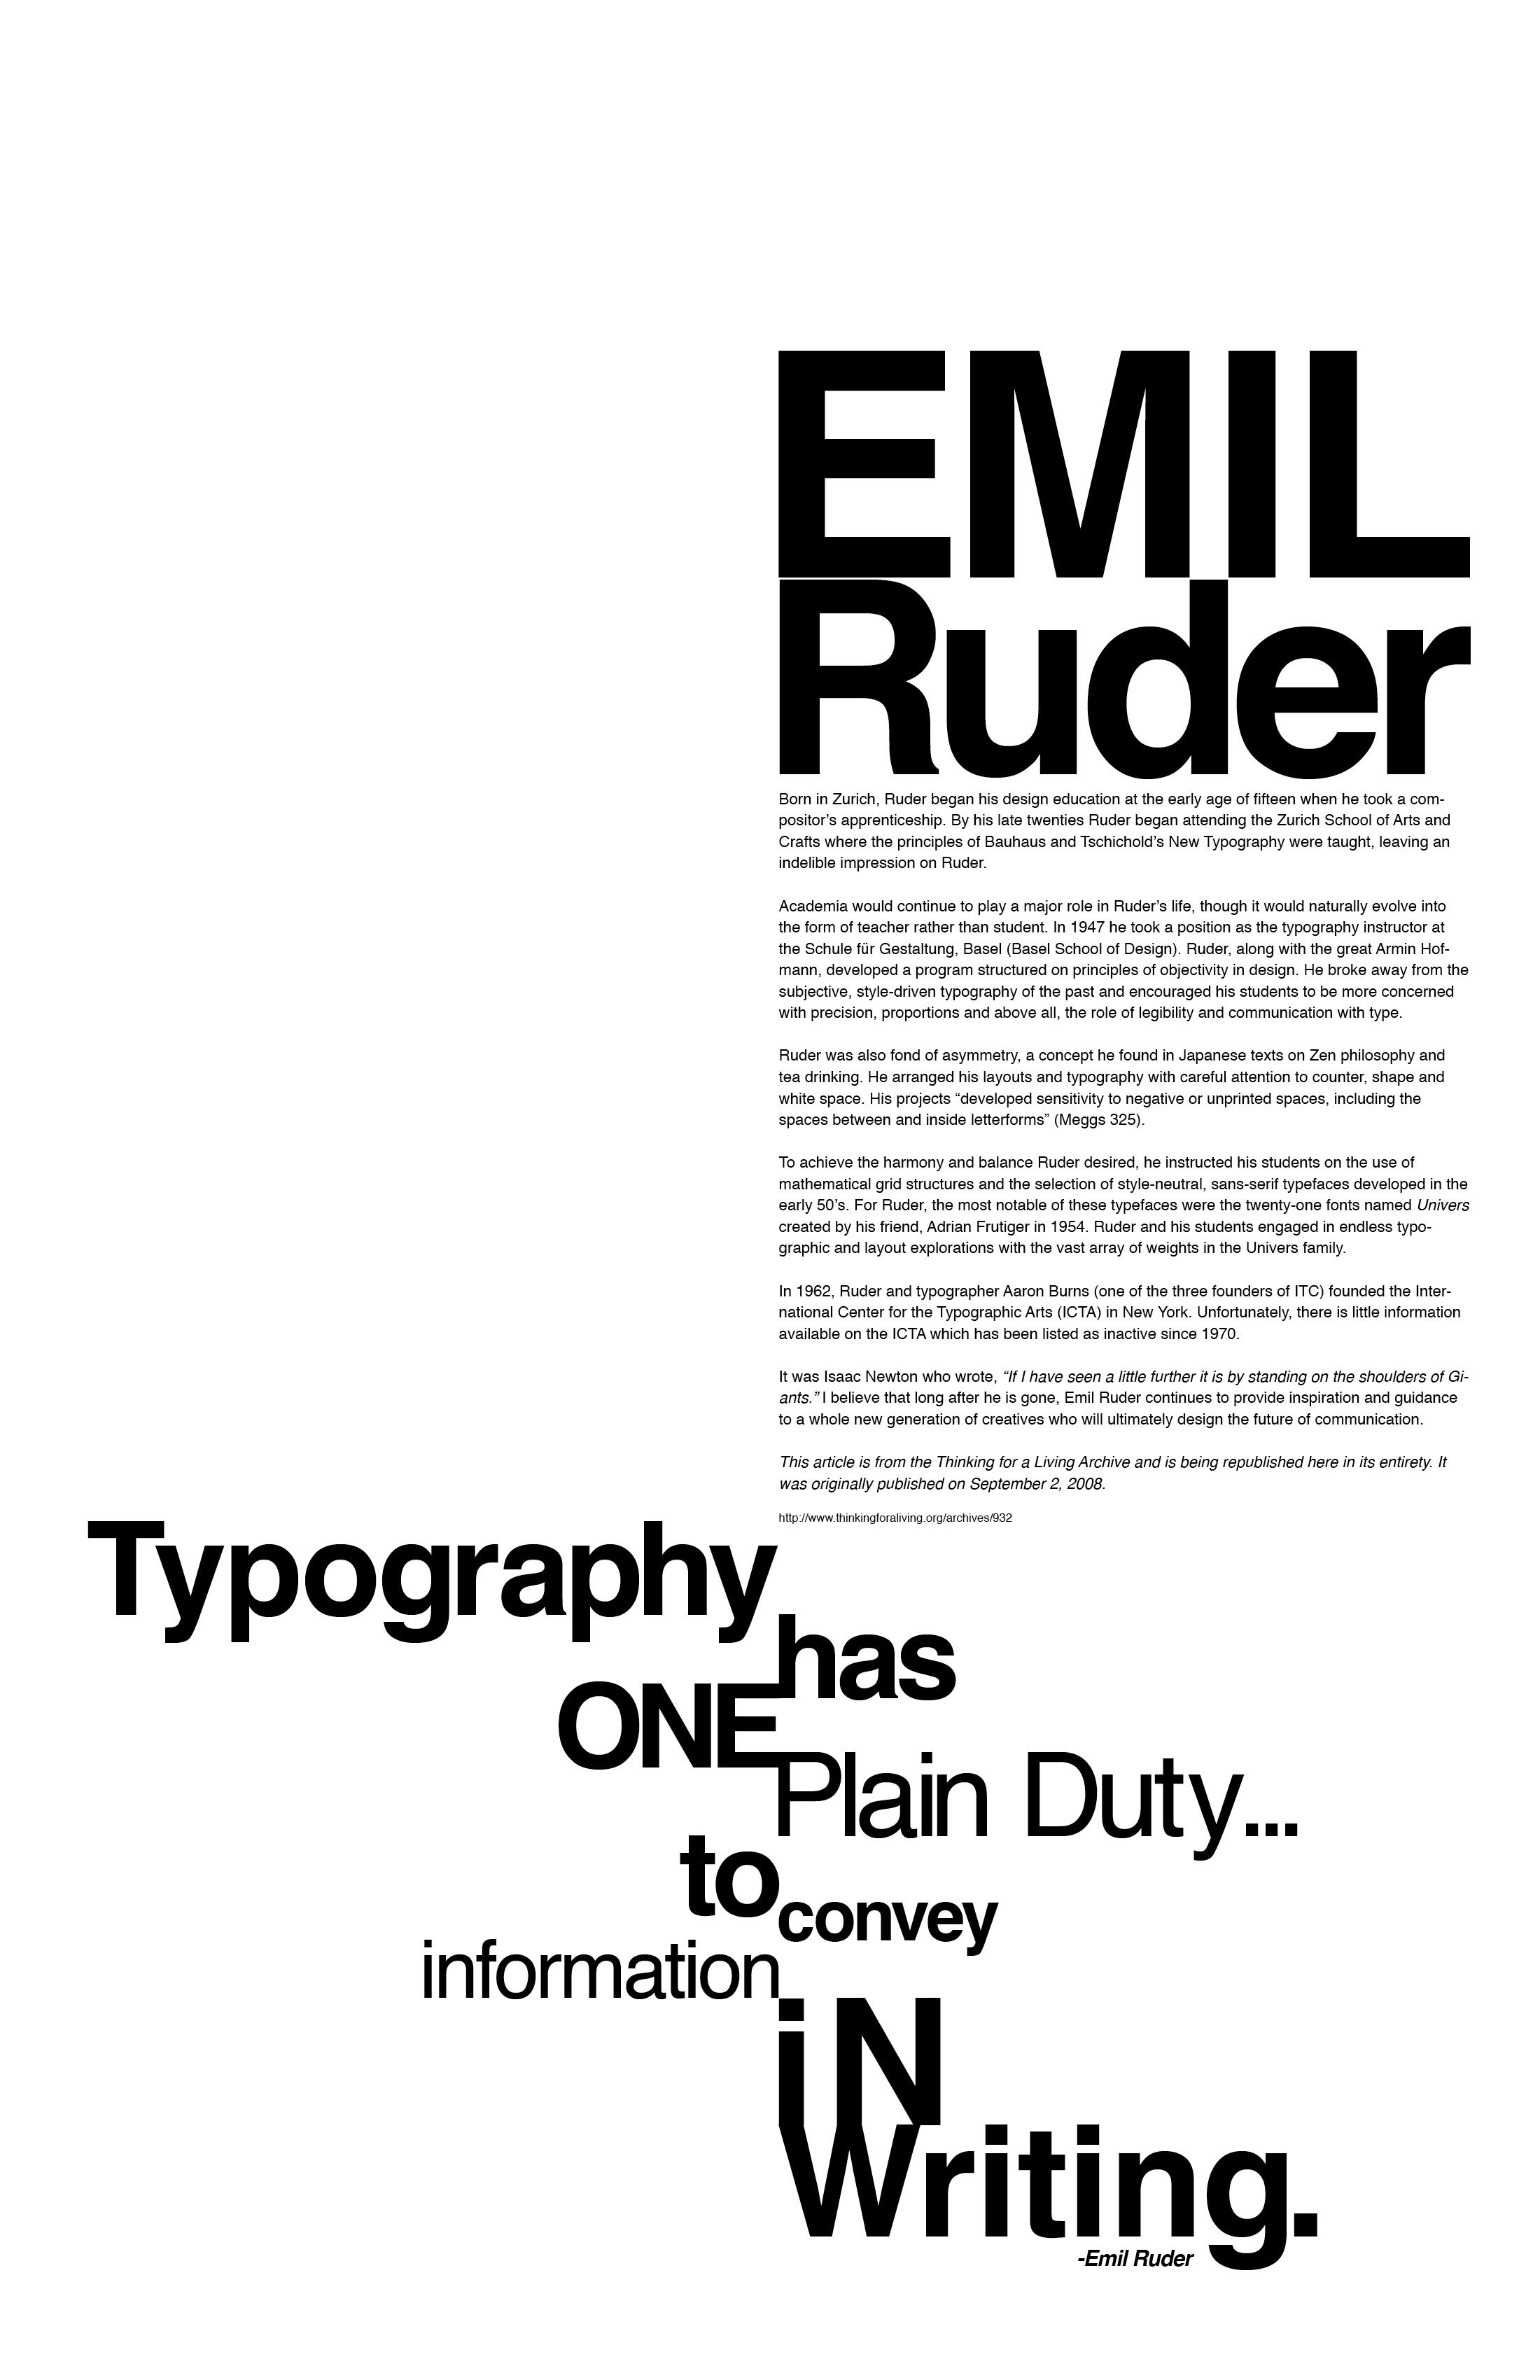 EMIL
Ruder
Born in Zurich, Ruder began his design education at the early age of fifteen when he took a com-
positor’s apprenticeship. By his late twenties Ruder began attending the Zurich School of Arts and
Crafts where the principles of Bauhaus and Tschichold’s New Typography were taught, leaving an
indelible impression on Ruder.
Academia would continue to play a major role in Ruder’s life, though it would naturally evolve into
the form of teacher rather than student. In 1947 he took a position as the typography instructor at
the Schule für Gestaltung, Basel (Basel School of Design). Ruder, along with the great Armin Hof-
mann, developed a program structured on principles of objectivity in design. He broke away from the
subjective, style-driven typography of the past and encouraged his students to be more concerned
with precision, proportions and above all, the role of legibility and communication with type.
Ruder was also fond of asymmetry, a concept he found in Japanese texts on Zen philosophy and
tea drinking. He arranged his layouts and typography with careful attention to counter, shape and
white space. His projects “developed sensitivity to negative or unprinted spaces, including the
spaces between and inside letterforms” (Meggs 325).
To achieve the harmony and balance Ruder desired, he instructed his students on the use of
mathematical grid structures and the selection of style-neutral, sans-serif typefaces developed in the
early 50’s. For Ruder, the most notable of these typefaces were the twenty-one fonts named Univers
created by his friend, Adrian Frutiger in 1954. Ruder and his students engaged in endless typo-
graphic and layout explorations with the vast array of weights in the Univers family.
In 1962, Ruder and typographer Aaron Burns (one of the three founders of ITC) founded the Inter-
national Center for the Typographic Arts (ICTA) in New York. Unfortunately, there is little information
available on the ICTA which has been listed as inactive since 1970.
It was Isaac Newton who wrote, “If I have seen a little further it is by standing on the shoulders of Gi-
ants.” I believe that long after he is gone, Emil Ruder continues to provide inspiration and guidance
to a whole new generation of creatives who will ultimately design the future of communication.
This article is from the Thinking for a Living Archive and is being republished here in its entirety. It
was originally published on September 2, 2008.
http://www.thinkingforaliving.org/archives/932
Typography
has
ONE
Plain Duty...
to
convey
information
iN
Writing.
-Emil Ruder